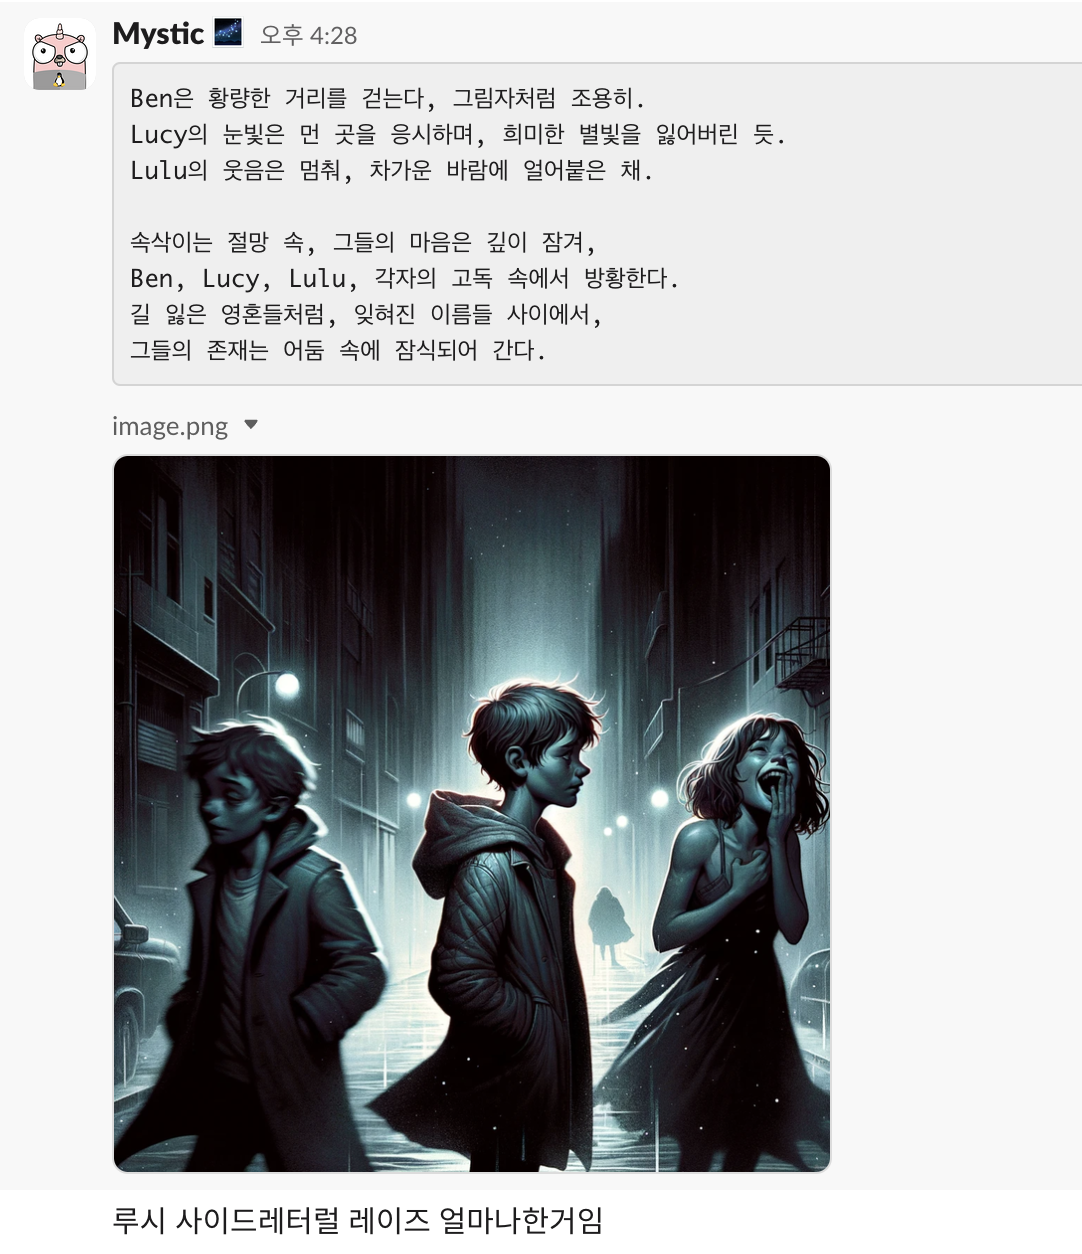 Mystic 오후 4:28
Ben은 황량한 거리를 걷는다, 그림자처럼 조용히.
Lucy의 눈빛은 먼 곳을 응시하며, 희미한 별빛을 잃어버린 듯.
Lulu의 웃음은 멈춰, 차가운 바람에 얼어붙은 채.
속삭이는 절망 속, 그들의 마음은 깊이 잠겨,
Ben, Lucy, Lulu, 각자의 고독 속에서 방황한다.
길 잃은 영혼들처럼, 잊혀진 이름들 사이에서,
그들의 존재는 어둠 속에 잠식되어 간다.
image.png
루시 사이드레터럴 레이즈 얼마나한거임